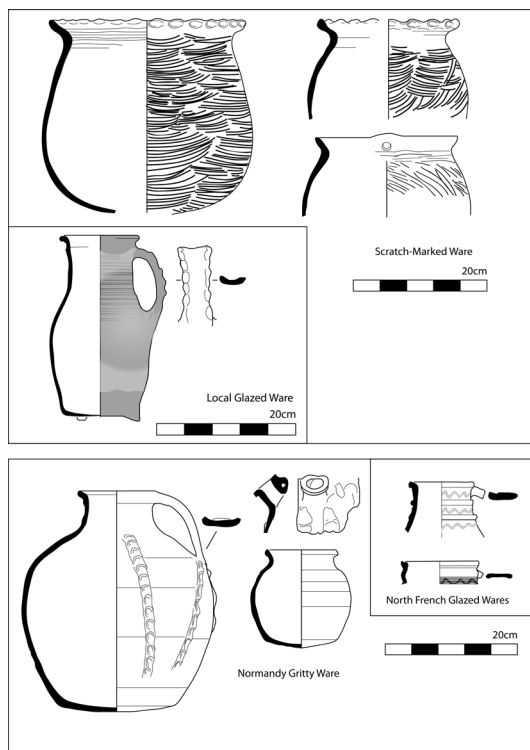 Scratch-Marked Ware
20cm
Local Glazed Ware
20cm
North French Glazed Wares
20cm
Normandy Gritty Ware